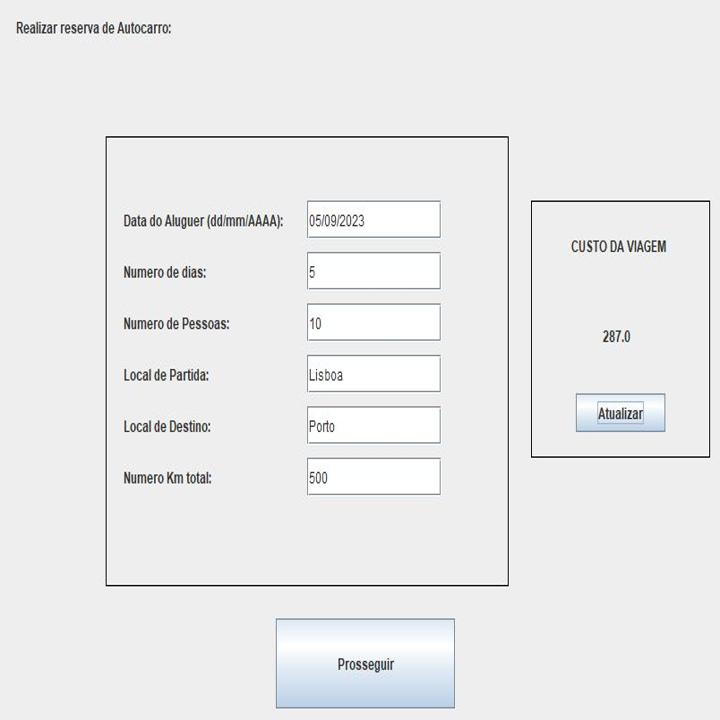 Realizar reserva de Autocarro:
Data do Aluguer (dd/mm/AAAA): 05/09/2023
Numero de dias: 5
Numero de Pessoas: 10
Local de Partida: Lisboa
Local de Destino: Porto
Numero Km total: 500
CUSTO DA VIAGEM
287.0
Atualizar
Prosseguir